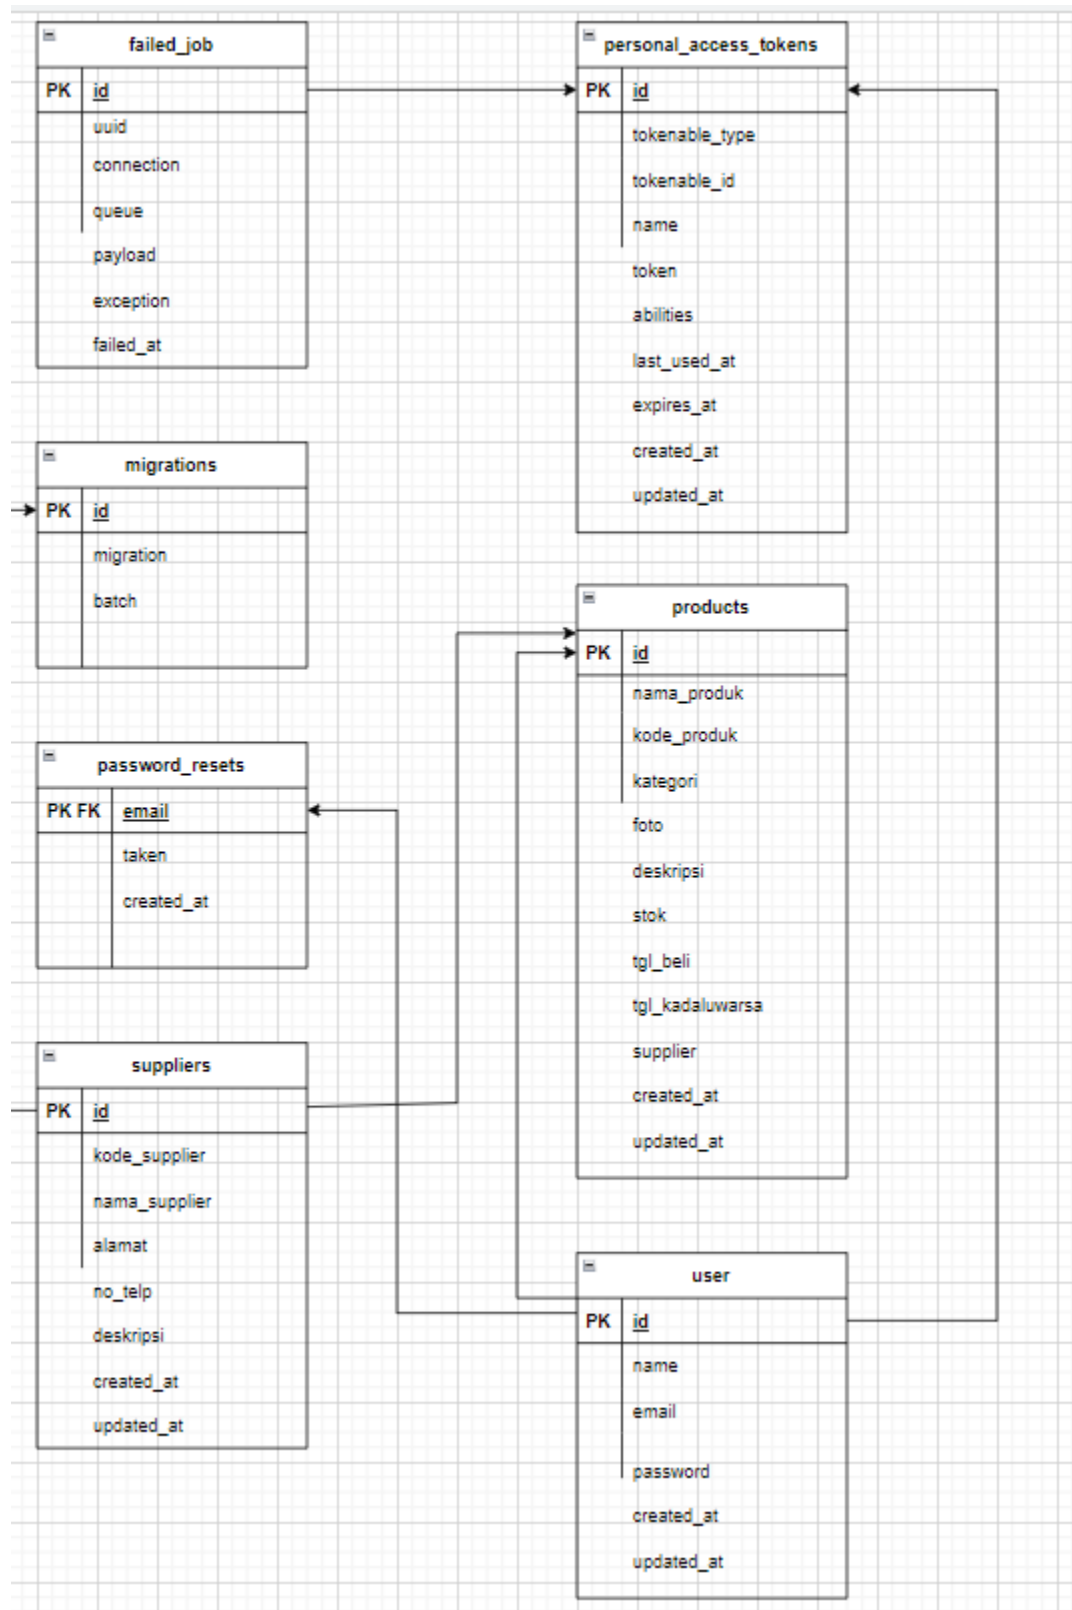 failed_job
PK id
uuid
connection
queue
payload
exception
failed_at
personal_access_tokens
PK id
tokenable_type
tokenable_id
name
token
abilities
last_used_at
expires_at
created_at
updated_at
migrations
PK id
migration
batch
products
PK id
nama_produk
kode_produk
kategori
foto
deskripsi
stok
tgl_beli
tgl_kadaluwarsa
supplier
created_at
updated_at
password_resets
PK FK email
taken
created_at
suppliers
PK id
kode_supplier
nama_supplier
alamat
no_telp
deskripsi
created_at
updated_at
user
PK id
name
email
password
created_at
updated_at